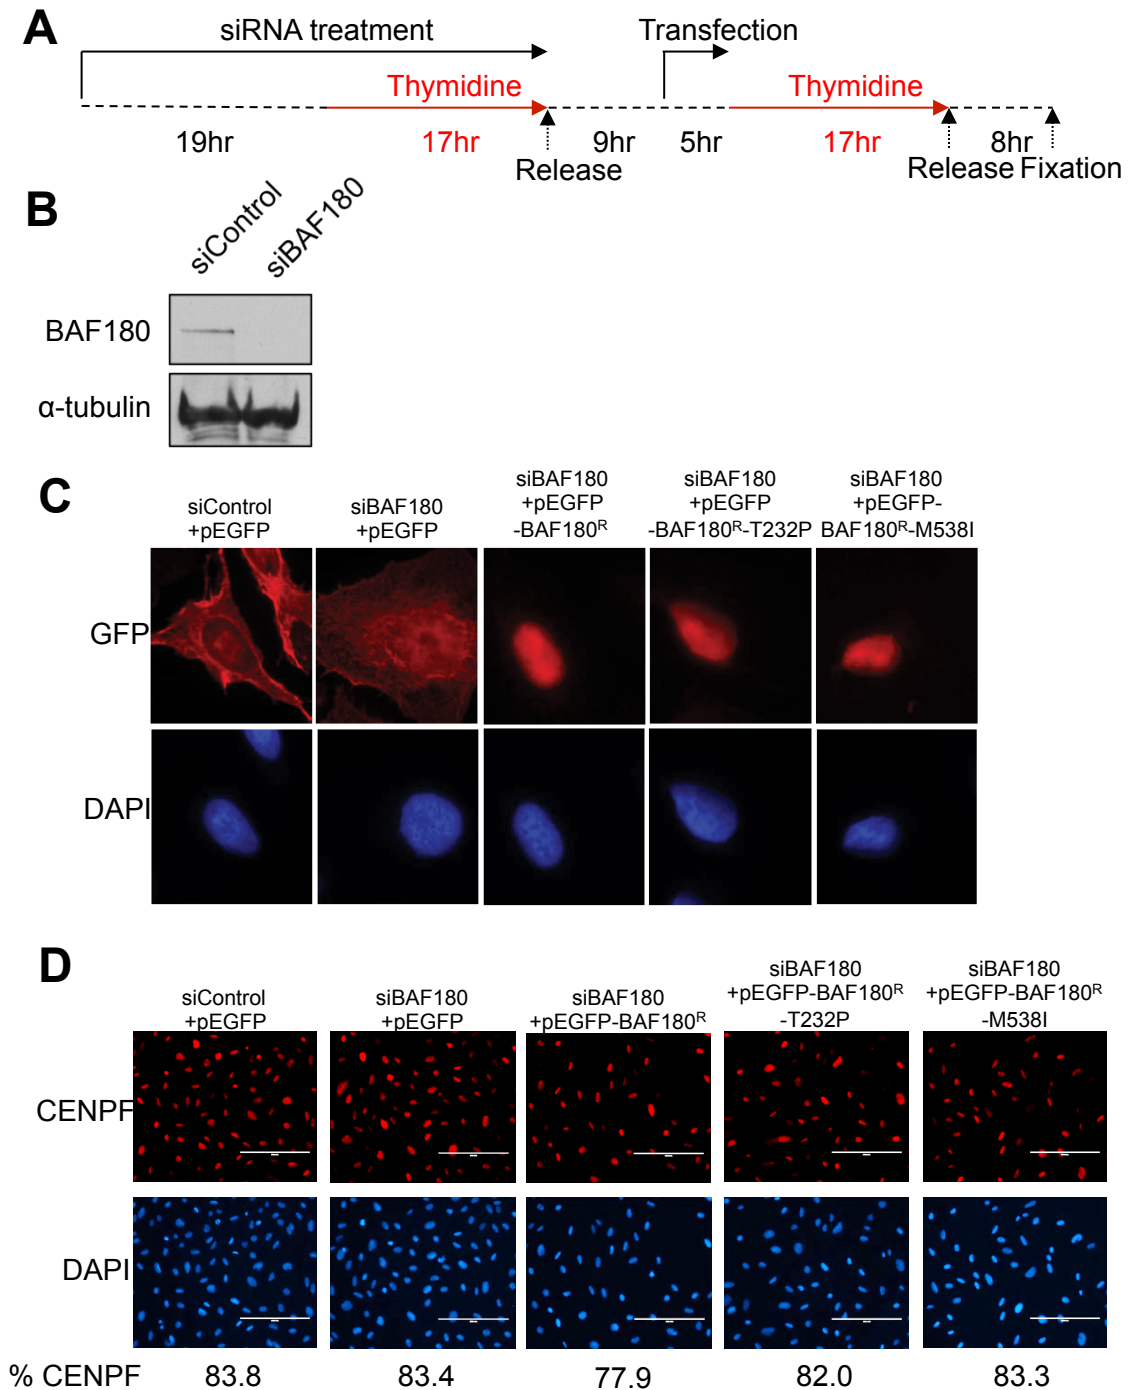 A
siRNA treatment
Transfection
Thymidine
Thymidine
19hr
17hr
9hr
5hr
17hr
8hr
Release
Release
Fixation
B
siControl
siBAF180
BAF180
α-tubulin
C
siControl
+pEGFP
siBAF180
+pEGFP
siBAF180
+pEGFP
-BAF180ᴿ
siBAF180
+pEGFP
-BAF180ᴿ-T232P
siBAF180
+pEGFP-
BAF180ᴿ-M538I
GFP
DAPI
D
siControl
+pEGFP
siBAF180
+pEGFP
siBAF180
+pEGFP-BAF180ᴿ
siBAF180
+pEGFP-BAF180ᴿ
-T232P
siBAF180
+pEGFP-BAF180ᴿ
-M538I
CENPF
DAPI
% CENPF
83.8
83.4
77.9
82.0
83.3